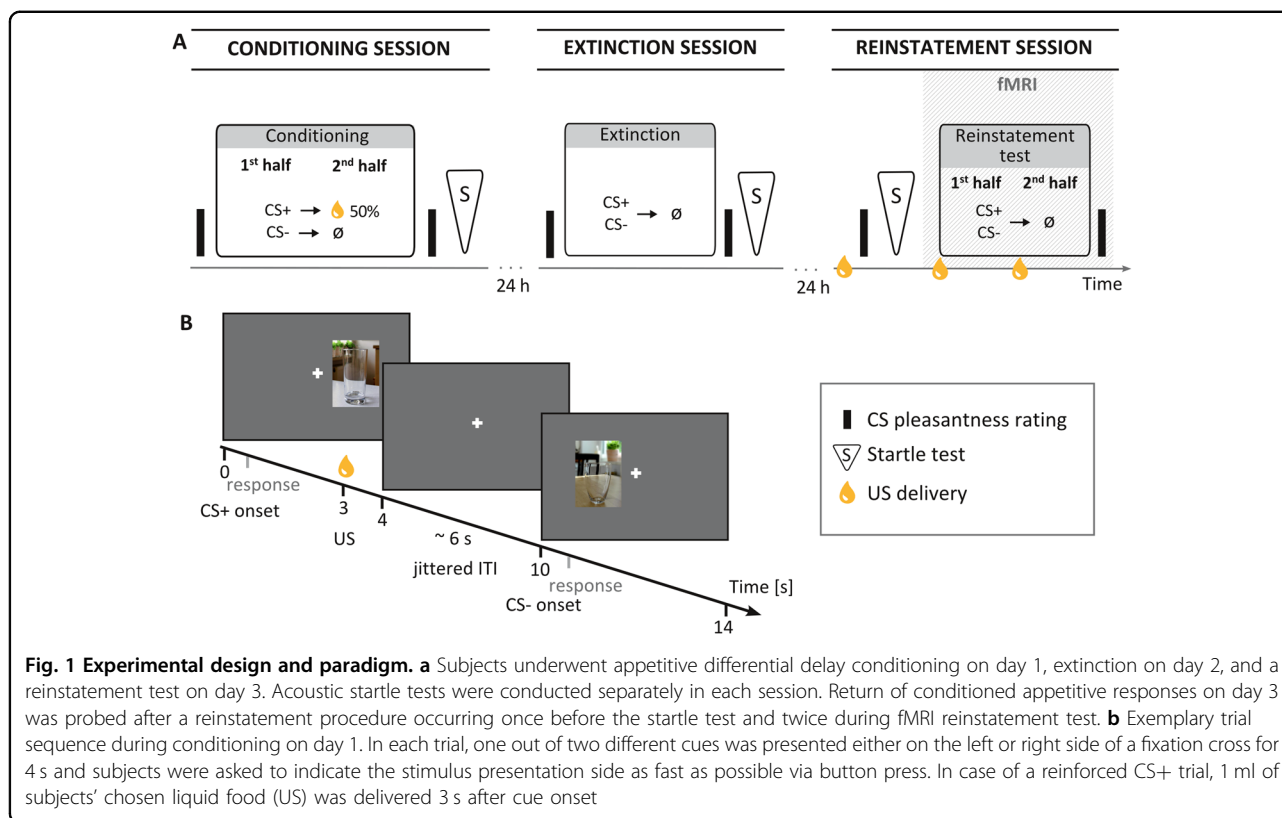 A
CONDITIONING SESSION
EXTINCTION SESSION
REINSTATEMENT SESSION
fMRI
Conditioning
1st half 2nd half
CS+ → 50%
CS- → ø
S
Extinction
CS+
CS- → ø
S
S
Reinstatement
test
1st half 2nd half
CS+
CS- → ø
24 h
24 h
Time
B
0
response
CS+ onset
3
US
4
~ 6 s
jittered ITI
10
response
CS- onset
Time [s]
14
CS pleasantness rating
S Startle test
US delivery
Fig. 1 Experimental design and paradigm. a Subjects underwent appetitive differential delay conditioning on day 1, extinction on day 2, and a
reinstatement test on day 3. Acoustic startle tests were conducted separately in each session. Return of conditioned appetitive responses on day 3
was probed after a reinstatement procedure occurring once before the startle test and twice during fMRI reinstatement test. b Exemplary trial
sequence during conditioning on day 1. In each trial, one out of two different cues was presented either on the left or right side of a fixation cross for
4 s and subjects were asked to indicate the stimulus presentation side as fast as possible via button press. In case of a reinforced CS+ trial, 1 ml of
subjects' chosen liquid food (US) was delivered 3 s after cue onset